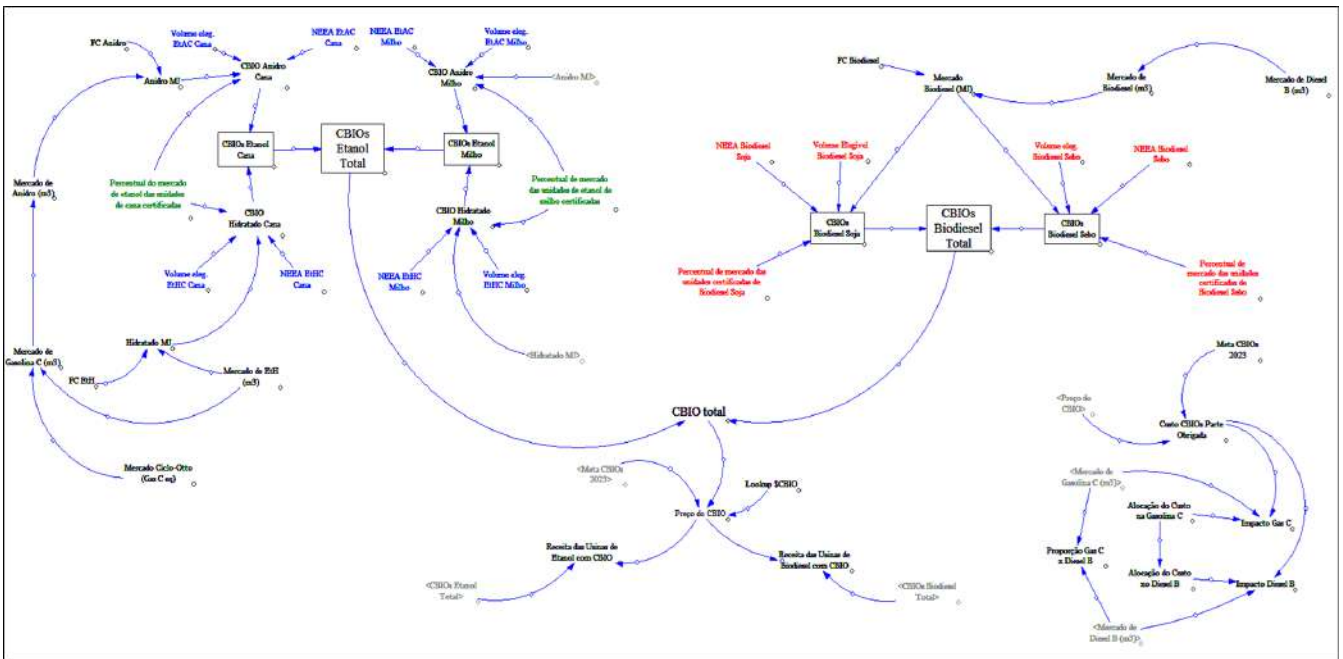 FC Anidro
Volume eleg.
EtAC Cana
NEEA EtAC
Cana
Anidro MJ
CBIO Anidro
Cana
NEEA EtAC
Milho
Volume eleg.
EtAC Milho
CBIO Anidro
Milho
<Anidro MJ>
CBIOs Etanol
Cana
CBIOs
Etanol
Total
CBIOs Etanol
Milho
Mercado de
Anidro (m3)
Percentual do mercado
de etanol das unidades
de cana certificadas
CBIO
Hidratado Cana
Percentual de mercado
das unidades de etanol de
milho certificadas
CBIO Hidratado
Milho
Volume eleg.
EtHC Cana
NEEA EtHC
Cana
NEEA EtHC
Milho
Volume eleg.
EtHC Milho
Mercado de
Gasolina C (m3)
Hidratado MJ
FC EtH
Mercado de EtH
(m3)
<Hidratado MJ>
Mercado Ciclo-Otto
(Gas C eq)
FC Biodiesel
Mercado
Biodiesel (MJ)
Mercado de
Biodiesel (m3)
Mercado de Diesel
B (m3)
NEEA Biodiesel
Soja
Volume Elegível
Biodiesel Soja
Volume eleg.
Biodiesel Sebo
NEEA Biodiesel
Sebo
CBIOs
Biodiesel Soja
CBIOs
Biodiesel
Total
CBIOs
Biodiesel Sebo
Percentual de mercado das
unidades certificadas de
Biodiesel Soja
Percentual de
mercado das unidades
certificadas de
Biodiesel Sebo
CBIO total
<Meta CBIOs
2023>
Lookup $CBIO
Preço do CBIO
Receita das Usinas de
Etanol com CBIO
Receita das Usinas de
Biodiesel com CBIO
<CBIOs Etanol
Total>
<CBIOs Biodiesel
Total>
Meta CBIOs
2023
<Preço do
CBIO>
Custo CBIOs Parte
Obrigada
<Mercado de
Gasolina C (m3)>
Alocação do Custo
na Gasolina C
Impacto Gas C
Proporção Gas C
x Diesel B
Alocação do Custo
no Diesel B
Impacto Diesel B
<Mercado de
Diesel B (m3)>